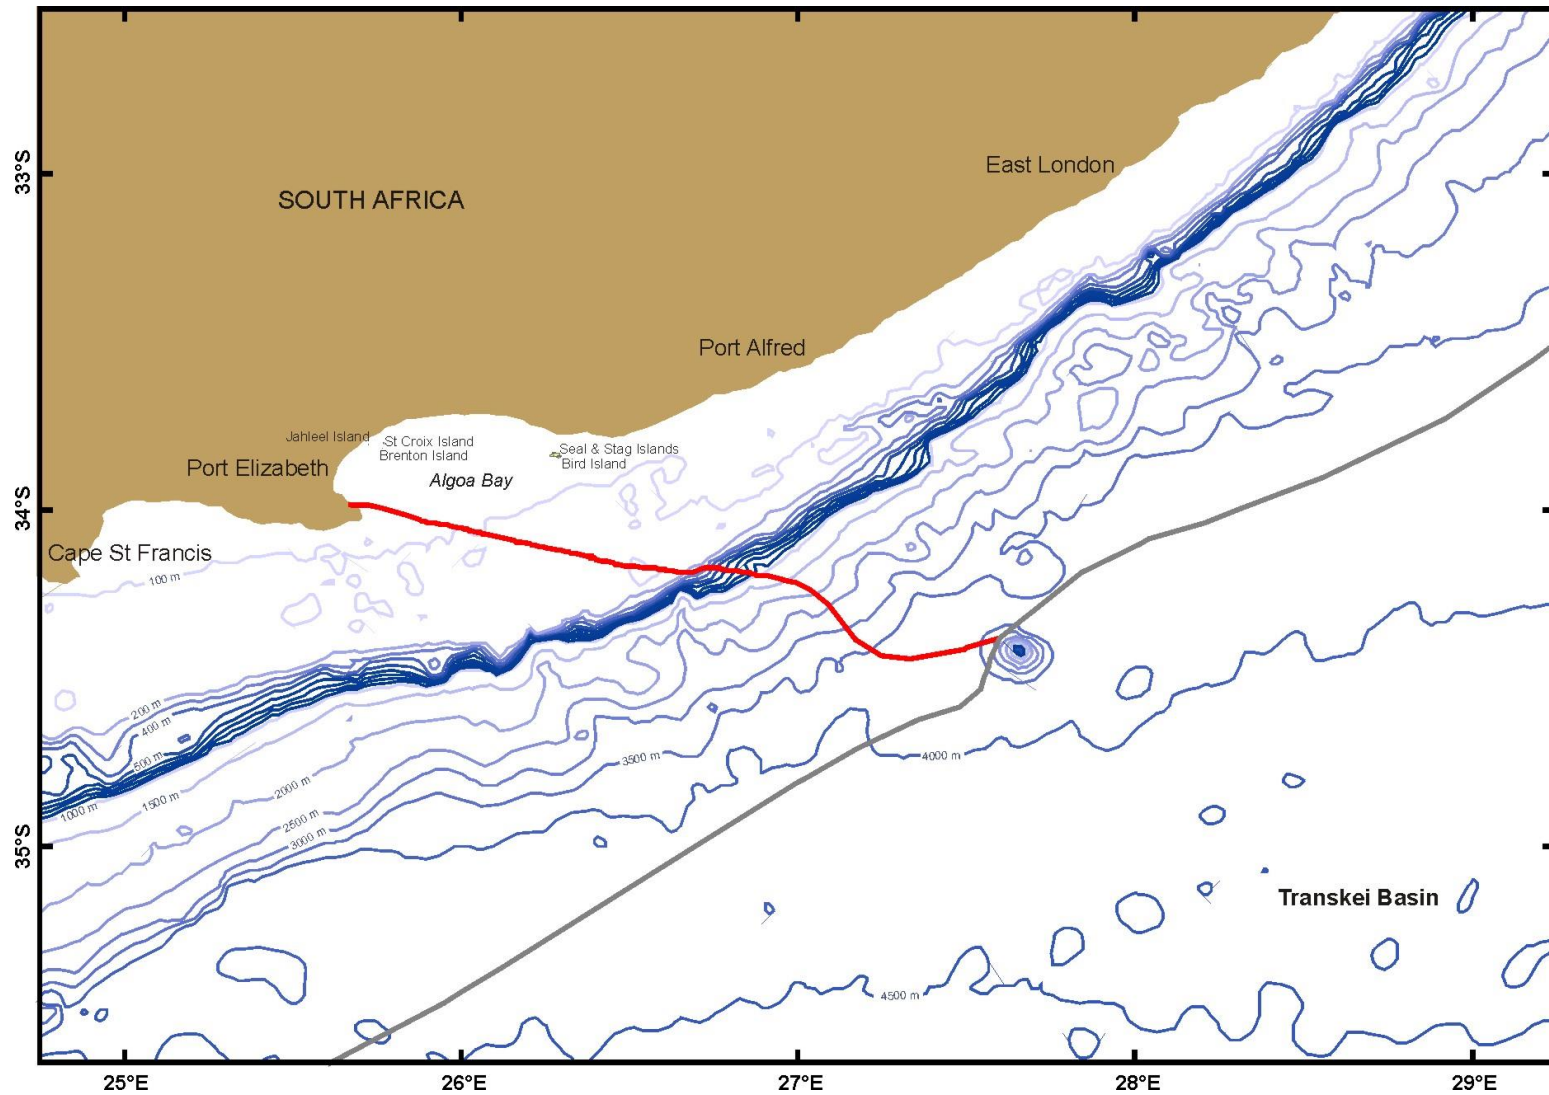 33°S
34°S
35°S
SOUTH AFRICA
East London
Port Alfred
Jahleel Island
St Croix Island
Brenton Island
Seal & Stag Islands
Bird Island
Port Elizabeth
Algoa Bay
Cape St Francis
100 m
200 m
400 m
500 m
1000 m
1500 m
2000 m
2500 m
3000 m
3500 m
4000 m
4500 m
Transkei Basin
25°E
26°E
27°E
28°E
29°E